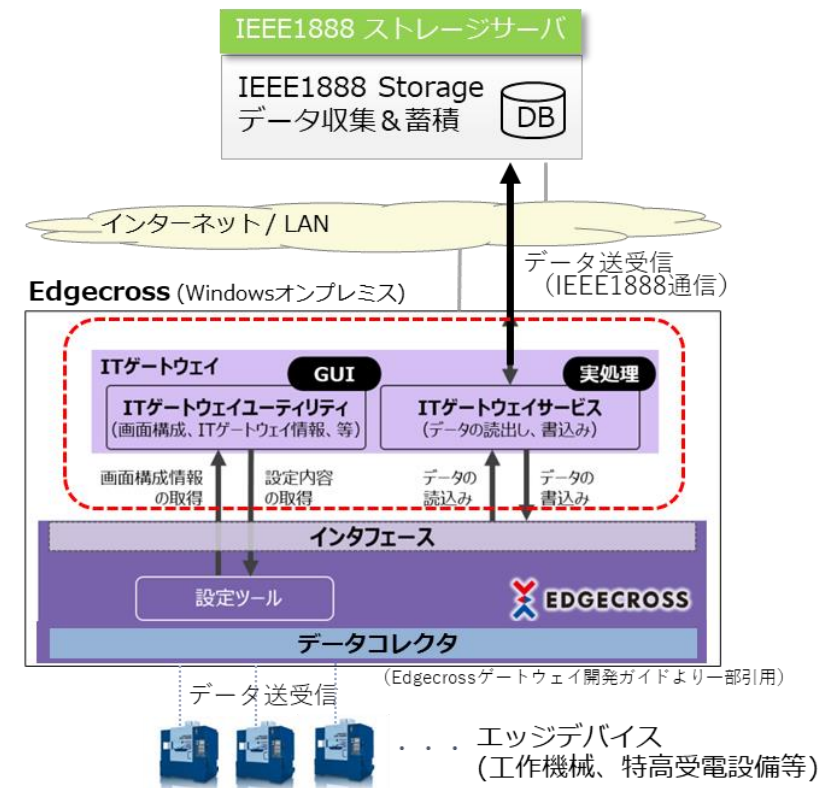 IEEE1888 ストレージサーバ
IEEE1888 Storage
データ収集＆蓄積
DB
インターネット / LAN
データ送受信
（IEEE1888通信）
Edgecross (Windowsオンプレミス)
ITゲートウェイ
GUI
実処理
ITゲートウェイユーティリティ
(画面構成、ITゲートウェイ情報、等)
ITゲートウェイサービス
(データの読出し、書込み)
画面構成情報
の取得
設定内容
の取得
データの
読込み
データの
書込み
インタフェース
設定ツール
EDGECROSS
データコレクタ
（Edgecrossゲートウェイ開発ガイドより一部引用）
データ送受信
・・・ エッジデバイス
(工作機械、特高受電設備等)